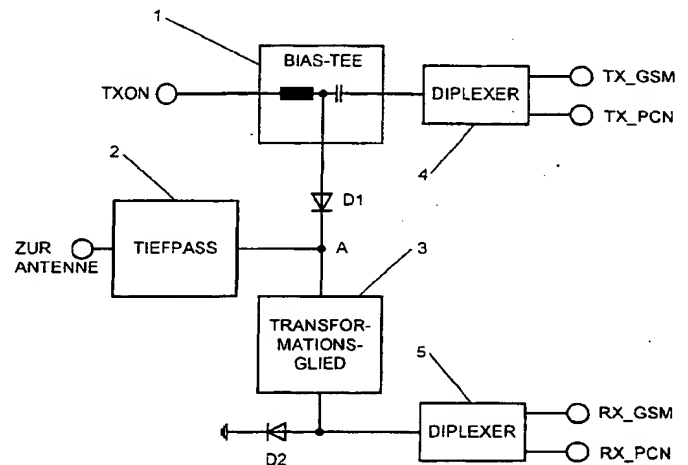 1
BIAS-TEE
TXON
DIPLEXER
TX_GSM
TX_PCN
4
2
D1
ZUR
ANTENNE
TIEFPASS
A
3
TRANSFOR-
MATIONS-
GLIED
5
D2
DIPLEXER
RX_GSM
RX_PCN